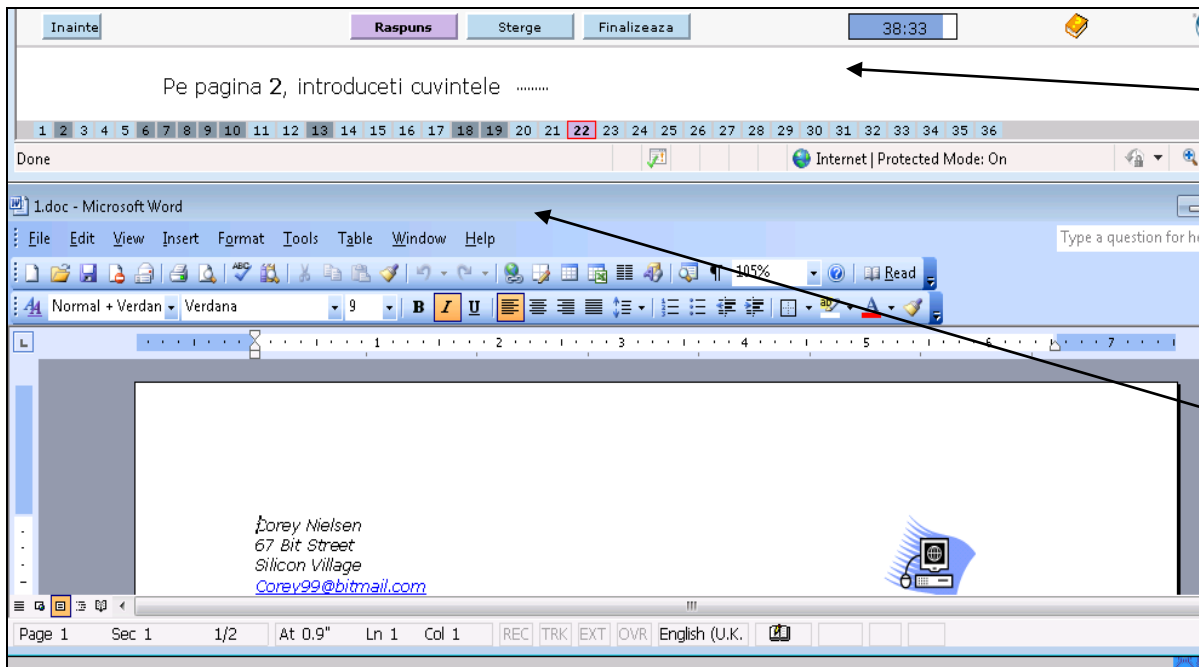 Inainte Raspuns Sterge Finalizeaza 38:33
Pe pagina 2, introduceti cuvintele .........
1 2 3 4 5 6 7 8 9 10 11 12 13 14 15 16 17 18 19 20 21 22 23 24 25 26 27 28 29 30 31 32 33 34 35 36
Done Internet | Protected Mode: On
1.doc - Microsoft Word
File Edit View Insert Format Tools Table Window Help Type a question for he
105% Read
Normal + Verdan Verdana 9 B I U
1 2 3 4 5 6 7
Corey Nielsen
67 Bit Street
Silicon Village
Corey99@bitmail.com
Page 1 Sec 1 1/2 At 0.9" Ln 1 Col 1 REC TRK EXT OVR English (U.K.